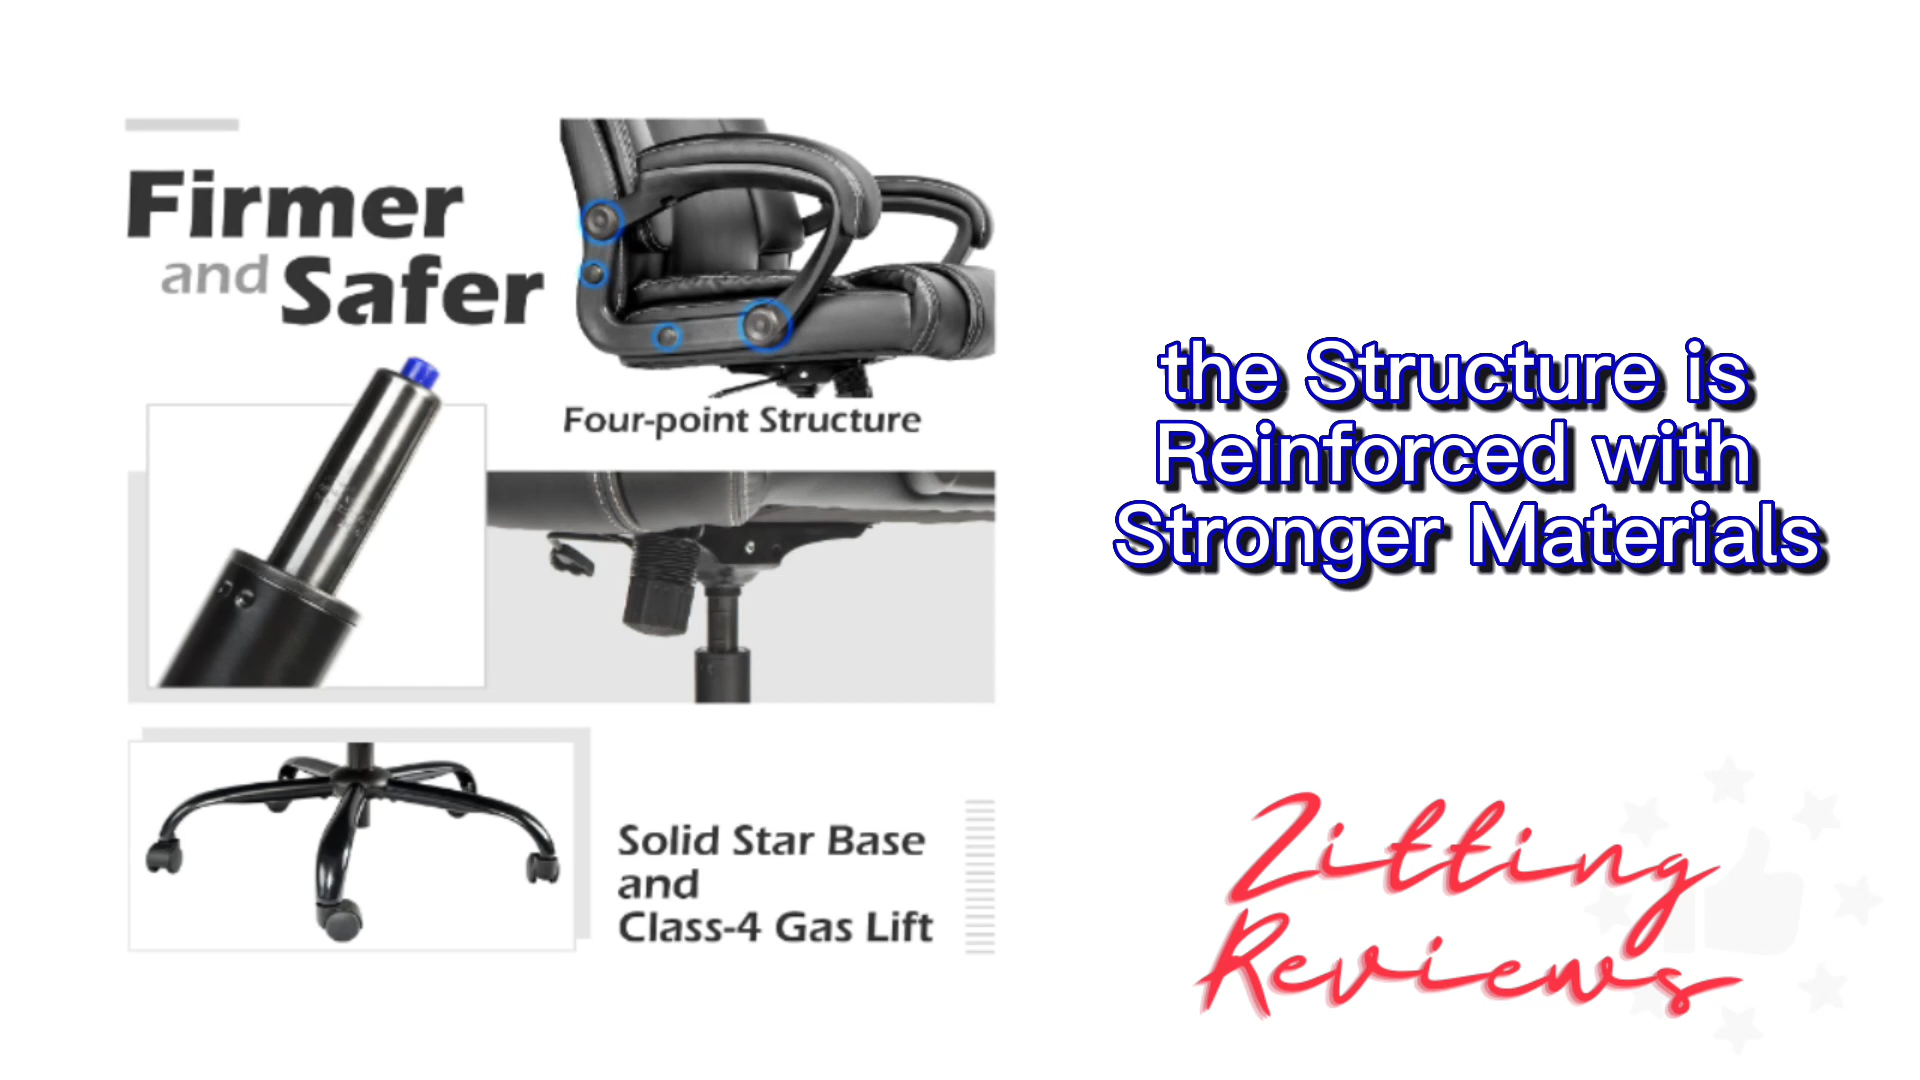 Firmer
and Safer
Four-point Structure
Solid Star Base
and
Class-4 Gas Lift
the Structure is
Reinforced with
Stronger Materials
Zitting
Reviews